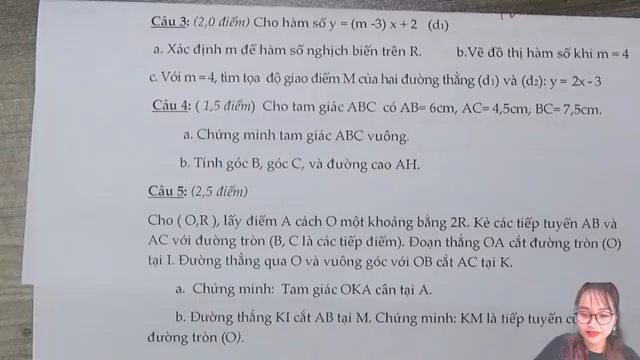 Câu 3: (2,0 điểm) Cho hàm số y = (m -3) x + 2 (d₁)
a. Xác định m để hàm số nghịch biến trên R. b.Vẽ đồ thị hàm số khi m = 4
c. Với m = 4, tìm tọa độ giao điểm M của hai đường thẳng (d₁) và (d₂): y = 2x - 3
Câu 4: ( 1,5 điểm) Cho tam giác ABC có AB= 6cm, AC= 4,5cm, BC= 7,5cm.
a. Chứng minh tam giác ABC vuông.
b. Tính góc B, góc C, và đường cao AH.
Câu 5: (2,5 điểm)
Cho ( O,R ), lấy điểm A cách O một khoảng bằng 2R. Kẻ các tiếp tuyến AB và
AC với đường tròn (B, C là các tiếp điểm). Đoạn thẳng OA cắt đường tròn (O)
tại I. Đường thẳng qua O và vuông góc với OB cắt AC tại K.
a. Chứng minh: Tam giác OKA cân tại A.
b. Đường thẳng KI cắt AB tại M. Chứng minh: KM là tiếp tuyến
đường tròn (O).